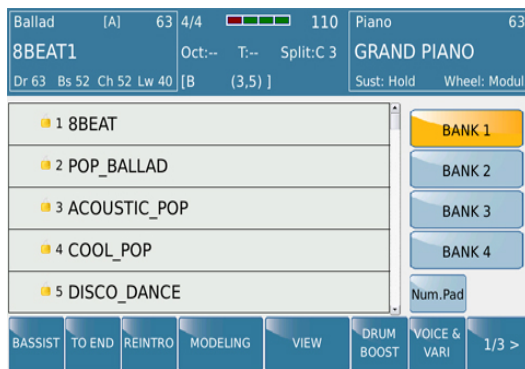 Ballad [A] 63 4/4 110 Piano 63
8BEAT1 Oct:-- T:-- Split:C 3 GRAND PIANO
Dr 63 Bs 52 Ch 52 Lw 40 [B (3,5) ] Sust: Hold Wheel: Modul
1 8BEAT
2 POP_BALLAD
3 ACOUSTIC_POP
4 COOL_POP
5 DISCO_DANCE
BANK 1
BANK 2
BANK 3
BANK 4
Num.Pad
BASSIST TO END REINTRO MODELING VIEW DRUM BOOST VOICE & VARI 1/3 >